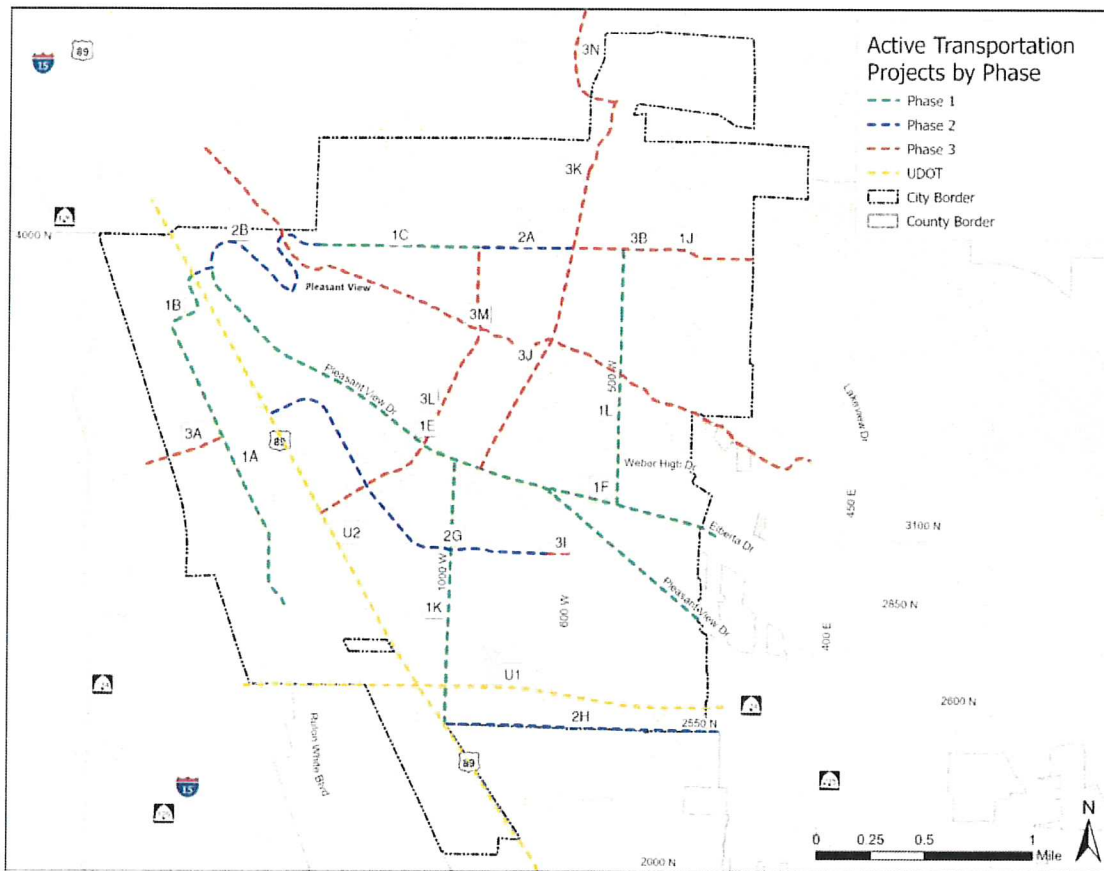 Active Transportation
Projects by Phase
Phase 1
Phase 2
Phase 3
UDOT
City Border
County Border
15
89
3N
3K
4000 N
2B
1C
2A
3B
1J
Pleasant View
1B
3M
3J
500 W
Pleasant View Dr
3L
1E
1L
Lakeview Dr
3A
89
1A
Weber High Dr
1F
450 E
U2
Elberta Dr
3100 N
2G
3I
1000 W
1K
600 W
Pleasant View Dr
2850 N
400 E
U1
2600 N
2H
2550 N
Rulon White Blvd
89
15
N
0 0.25 0.5 1
Mile
2000 N